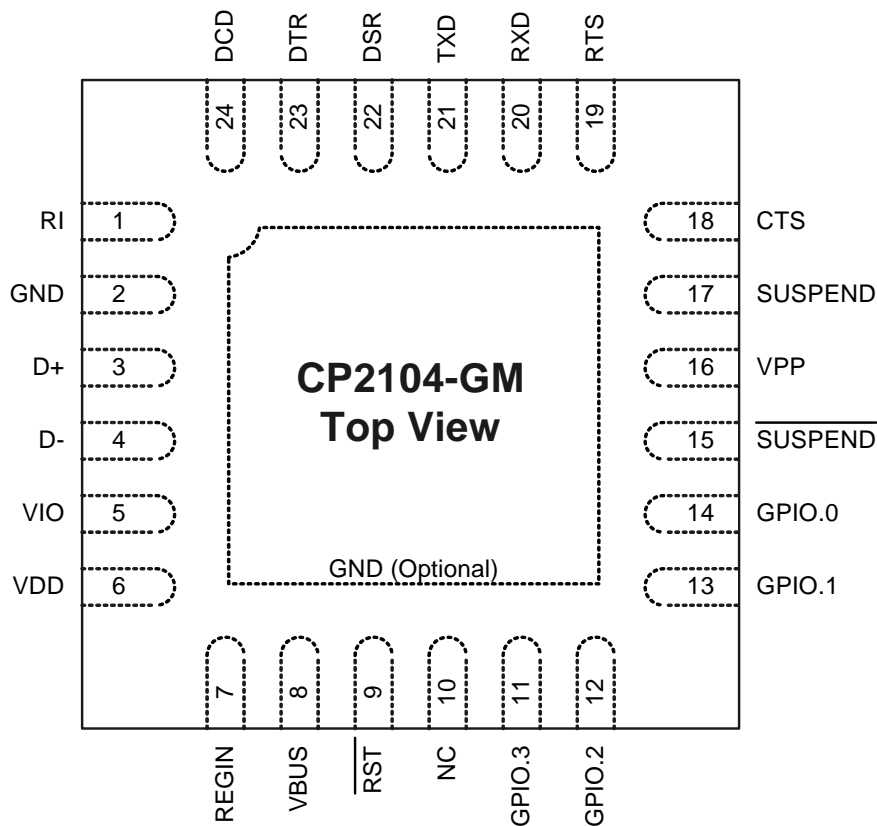 DCD
DTR
DSR
TXD
RXD
RTS
24
23
22
21
20
19
RI 1
GND 2
D+ 3
D- 4
VIO 5
VDD 6
CP2104-GM
Top View
GND (Optional)
18 CTS
17 SUSPEND
16 VPP
15 SUSPEND
14 GPIO.0
13 GPIO.1
7
8
9
10
11
12
REGIN
VBUS
RST
NC
GPIO.3
GPIO.2